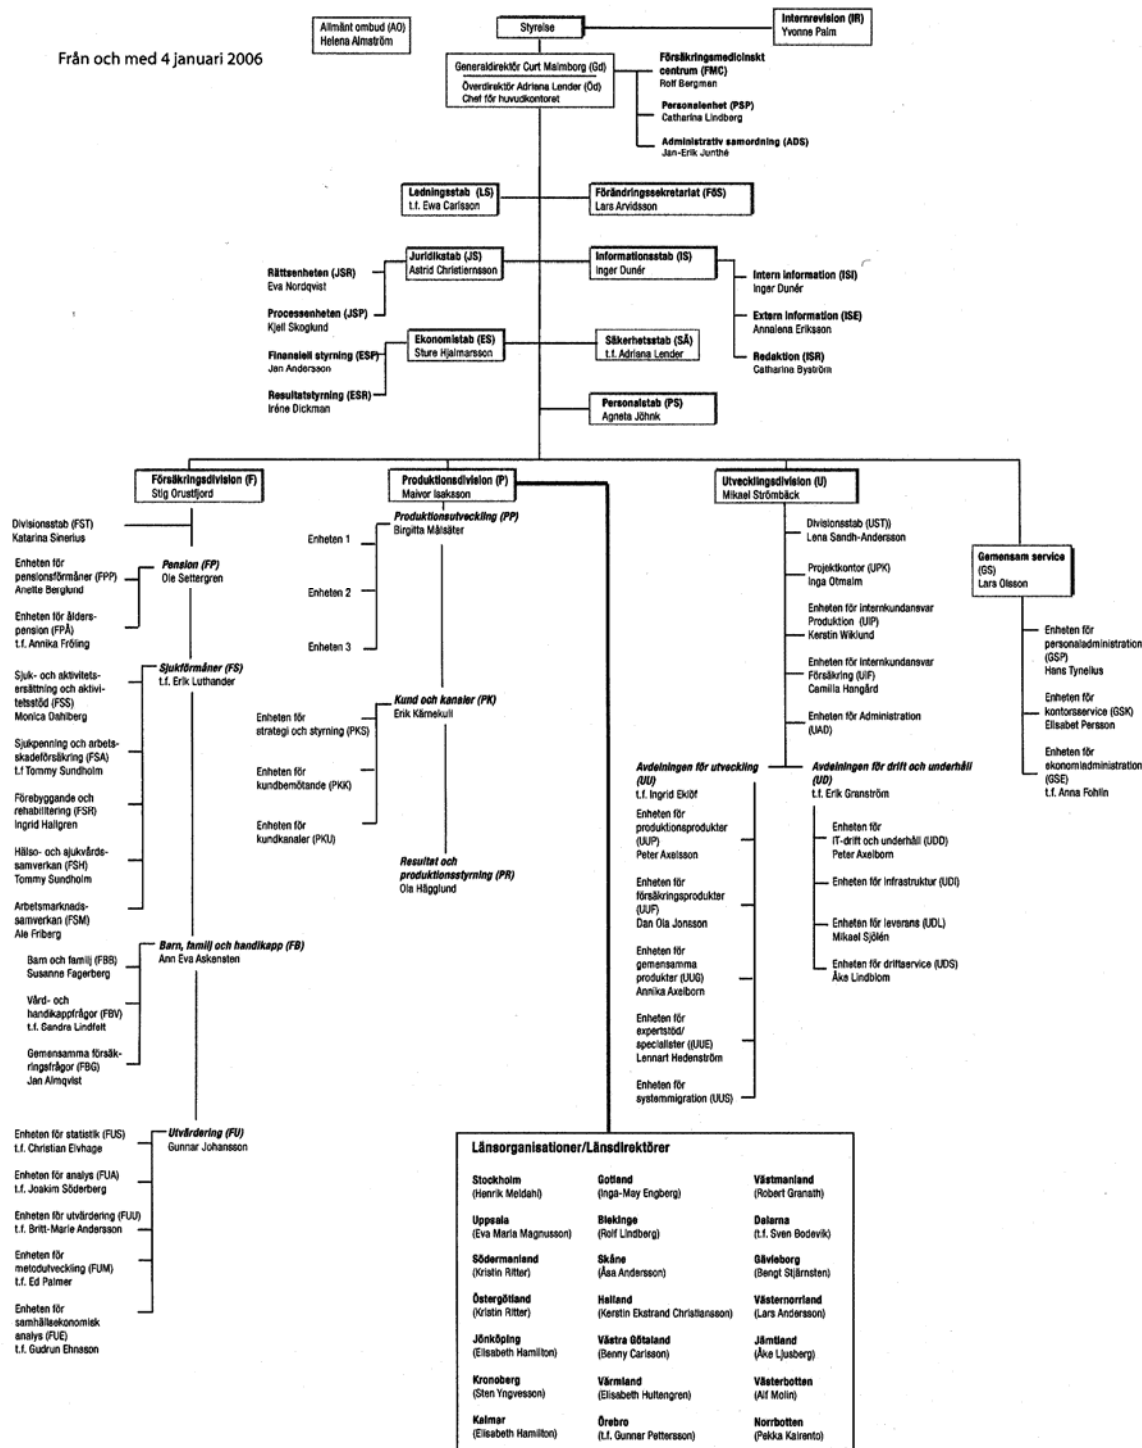 Från och med 4 januari 2006
Allmänt ombud (AO)
Helena Almström
Styrelse
Internrevision (IR)
Yvonne Palm
Generaldirektör Curt Malmborg (Gd)
Överdirektör Adriana Lender (Öd)
Chef för huvudkontoret
Försäkringsmedicinskt
centrum (FMC)
Rolf Bergman
Personalenhet (PSP)
Catharina Lindberg
Administrativ samordning (ADS)
Jan-Erik Junthé
Ledningsstab (LS)
t.f. Ewa Carlsson
Förändringssekretariat (FöS)
Lars Arvidsson
Juridikstab (JS)
Astrid Christiernsson
Informationsstab (IS)
Inger Dunér
Rättsenheten (JSR)
Eva Nordqvist
Processenheten (JSP)
Kjell Skoglund
Intern information (ISI)
Inger Dunér
Extern information (ISE)
Annalena Eriksson
Redaktion (ISR)
Catharina Byström
Ekonomistab (ES)
Sture Hjalmarsson
Säkerhetsstab (SÄ)
t.f. Adriana Lender
Finansiell styrning (ESF)
Jan Andersson
Resultatstyrning (ESR)
Iréne Dickman
Personalstab (PS)
Agneta Jöhnk
Försäkringsdivision (F)
Stig Orustfjord
Divisionsstab (FST)
Katarina Sinerius
Pension (FP)
Ole Settergren
Enheten för
pensionsförmåner (FPP)
Anette Berglund
Enheten för ålders-
pension (FPÅ)
t.f. Annika Fröling
Sjukförmåner (FS)
t.f. Erik Luthander
Sjuk- och aktivitets-
ersättning och aktivi-
tetsstöd (FSS)
Monica Dahlberg
Sjukpenning och arbets-
skadeförsäkring (FSA)
t.f Tommy Sundholm
Förebyggande och
rehabilitering (FSR)
Ingrid Hallgren
Hälso- och sjukvårds-
samverkan (FSH)
Tommy Sundholm
Arbetsmarknads-
samverkan (FSM)
Ale Friberg
Barn, familj och handikapp (FB)
Ann Eva Askensten
Barn och familj (FBB)
Susanne Fagerberg
Vård- och
handikappfrågor (FBV)
t.f. Sandra Lindfelt
Gemensamma försäk-
ringsfrågor (FBG)
Jan Almqvist
Utvärdering (FU)
Gunnar Johansson
Enheten för statistik (FUS)
t.f. Christian Elvhage
Enheten för analys (FUA)
t.f. Joakim Söderberg
Enheten för utvärdering (FUU)
t.f. Britt-Marie Andersson
Enheten för
metodutveckling (FUM)
t.f. Ed Palmer
Enheten för
samhällsekonomisk
analys (FUE)
t.f. Gudrun Ehnsson
Produktionsdivision (P)
Maivor Isaksson
Produktionsutveckling (PP)
Birgitta Målsäter
Enheten 1
Enheten 2
Enheten 3
Kund och kanaler (PK)
Erik Kärnekull
Enheten för
strategi och styrning (PKS)
Enheten för
kundbemötande (PKK)
Enheten för
kundkanaler (PKU)
Resultat och
produktionsstyrning (PR)
Ola Hägglund
Utvecklingsdivision (U)
Mikael Strömbäck
Divisionsstab (UST))
Lena Sandh-Andersson
Projektkontor (UPK)
Inga Otmalm
Enheten för internkundansvar
Produktion (UIP)
Kerstin Wiklund
Enheten för internkundansvar
Försäkring (UIF)
Camilla Hangård
Enheten för Administration
(UAD)
Avdelningen för utveckling
(UU)
t.f. Ingrid Eklöf
Enheten för
produktionsprodukter
(UUP)
Peter Axelsson
Enheten för
försäkringsprodukter
(UUF)
Dan Ola Jonsson
Enheten för
gemensamma
produkter (UUG)
Annika Axelborn
Enheten för
expertstöd/
specialister ((UUE)
Lennart Hedenström
Enheten för
systemmigration (UUS)
Avdelningen för drift och underhåll
(UD)
t.f. Erik Granström
Enheten för
IT-drift och underhåll (UDD)
Peter Axelborn
Enheten för infrastruktur (UDI)
Enheten för leverans (UDL)
Mikael Sjölén
Enheten för driftservice (UDS)
Åke Lindblom
Gemensam service
(GS)
Lars Olsson
Enheten för
personaladministration
(GSP)
Hans Tynelius
Enheten för
kontorsservice (GSK)
Elisabet Persson
Enheten för
ekonomiadministration
(GSE)
t.f. Anna Fohlin
Länsorganisationer/Länsdirektörer
Stockholm
(Henrik Meldahl)
Uppsala
(Eva Maria Magnusson)
Södermanland
(Kristin Ritter)
Östergötland
(Kristin Ritter)
Jönköping
(Elisabeth Hamilton)
Kronoberg
(Sten Yngvesson)
Kalmar
(Elisabeth Hamilton)
Gotland
(Inga-May Engberg)
Blekinge
(Rolf Lindberg)
Skåne
(Åsa Andersson)
Halland
(Kerstin Ekstrand Christiansson)
Västra Götaland
(Benny Carlsson)
Värmland
(Elisabeth Hultengren)
Örebro
(t.f. Gunnar Pettersson)
Västmanland
(Robert Granath)
Dalarna
(t.f. Sven Bodevik)
Gävleborg
(Bengt Stjärnsten)
Västernorrland
(Lars Andersson)
Jämtland
(Åke Ljusberg)
Västerbotten
(Alf Molin)
Norrbotten
(Pekka Kairento)